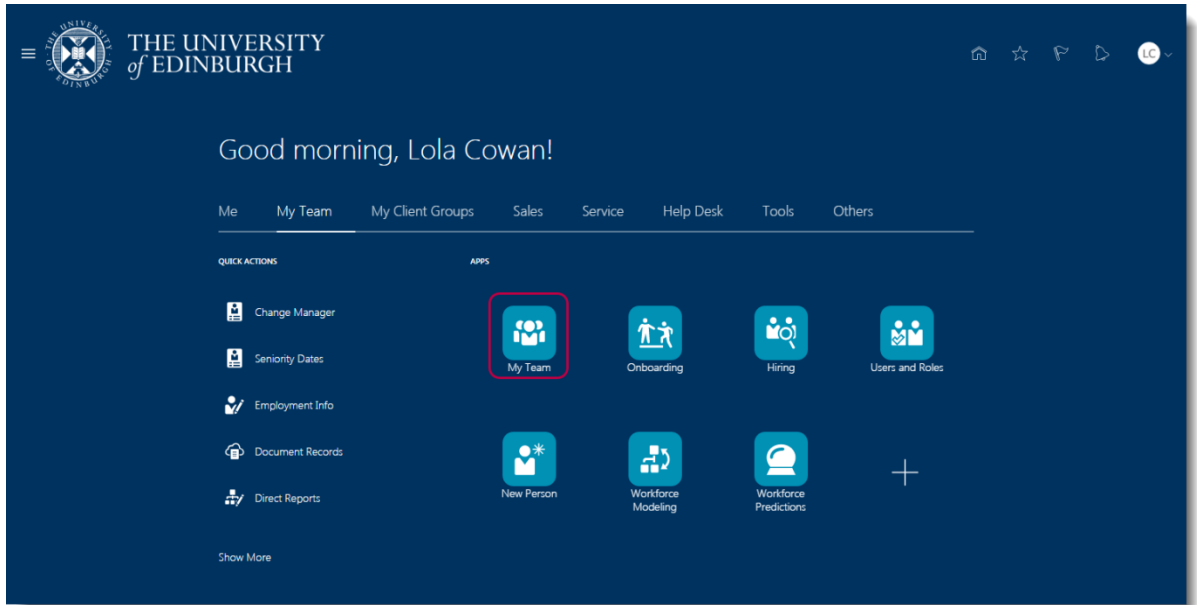 THE UNIVERSITY
of EDINBURGH
LC
Good morning, Lola Cowan!
Me My Team My Client Groups Sales Service Help Desk Tools Others
QUICK ACTIONS
Change Manager
Seniority Dates
Employment Info
Document Records
Direct Reports
Show More
APPS
My Team Onboarding Hiring Users and Roles
New Person
Workforce
Modeling
Workforce
Predictions